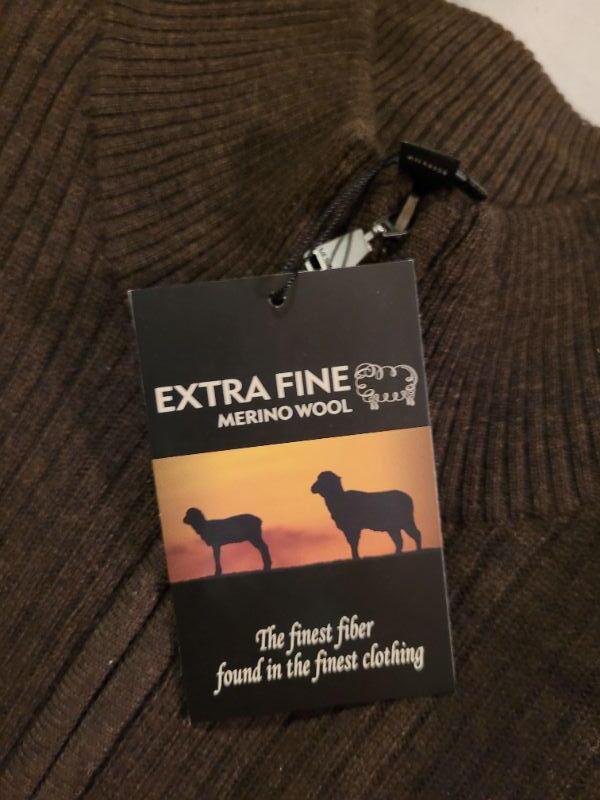 EXTRA FINE
MERINO WOOL
The finest fiber
found in the finest clothing